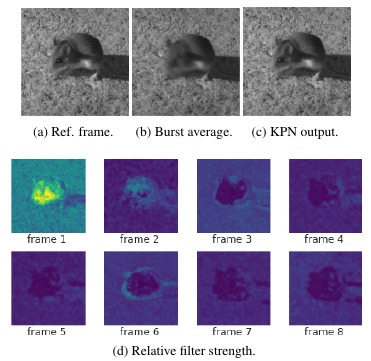 (a) Ref. frame. (b) Burst average. (c) KPN output.
frame 1 frame 2 frame 3 frame 4
frame 5 frame 6 frame 7 frame 8
(d) Relative filter strength.